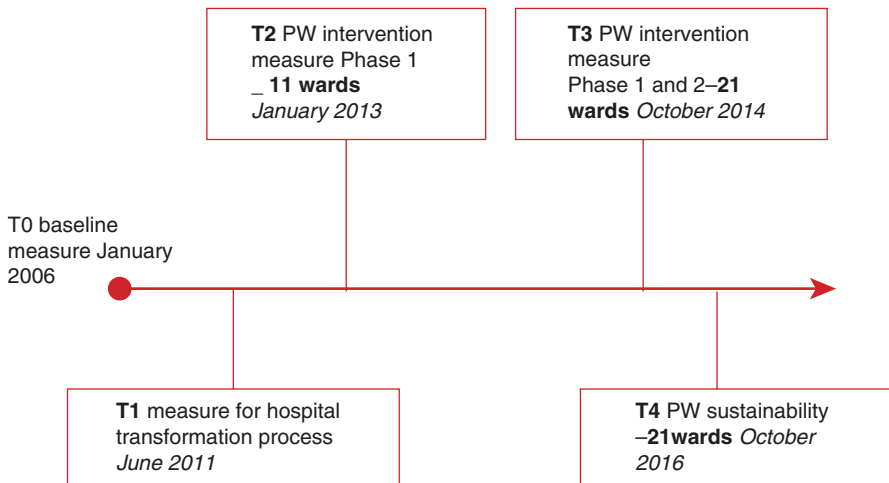 T2 PW intervention
measure Phase 1
_ 11 wards
January 2013
T3 PW intervention
measure
Phase 1 and 2–21
wards October 2014
T0 baseline
measure January
2006
T1 measure for hospital
transformation process
June 2011
T4 PW sustainability
–21wards October
2016